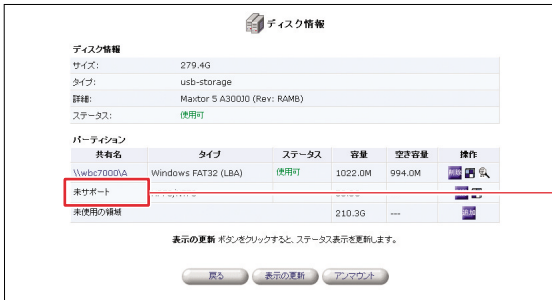 ディスク情報
ディスク情報
サイズ: 279.4G
タイプ: usb-storage
詳細: Maxtor 5 A300J0 (Rev: RAMB)
ステータス: 使用可
パーティション
共有名 タイプ ステータス 容量 空き容量 操作
\\wbc7000\A Windows FAT32 (LBA) 使用可 1022.0M 994.0M 削除
未サポート
未使用の領域 210.3G --- 追加
表示の更新 ボタンをクリックすると、ステータス表示を更新します。
戻る 表示の更新 アンマウント